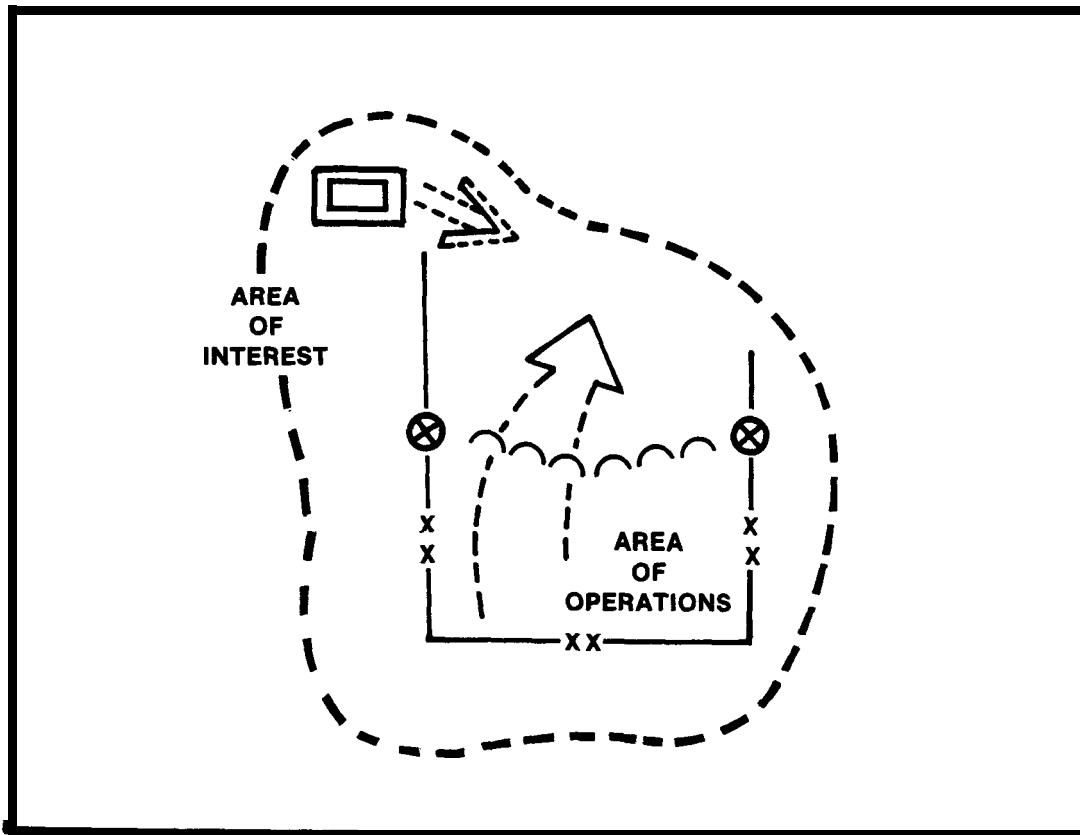 AREA
OF
INTEREST
X
X
X
X
AREA
OF
OPERATIONS
XX